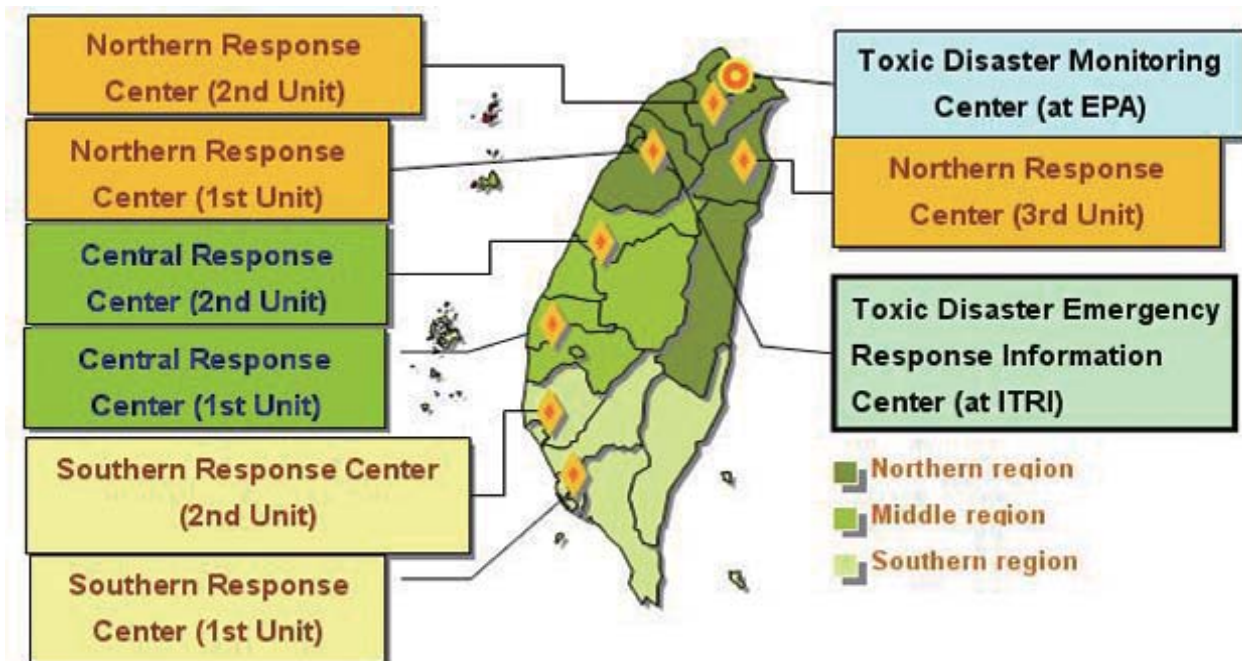 Northern Response
Center (2nd Unit)
Northern Response
Center (1st Unit)
Central Response
Center (2nd Unit)
Central Response
Center (1st Unit)
Southern Response Center
(2nd Unit)
Southern Response
Center (1st Unit)
Toxic Disaster Monitoring
Center (at EPA)
Northern Response
Center (3rd Unit)
Toxic Disaster Emergency
Response Information
Center (at ITRI)
Northern region
Middle region
Southern region